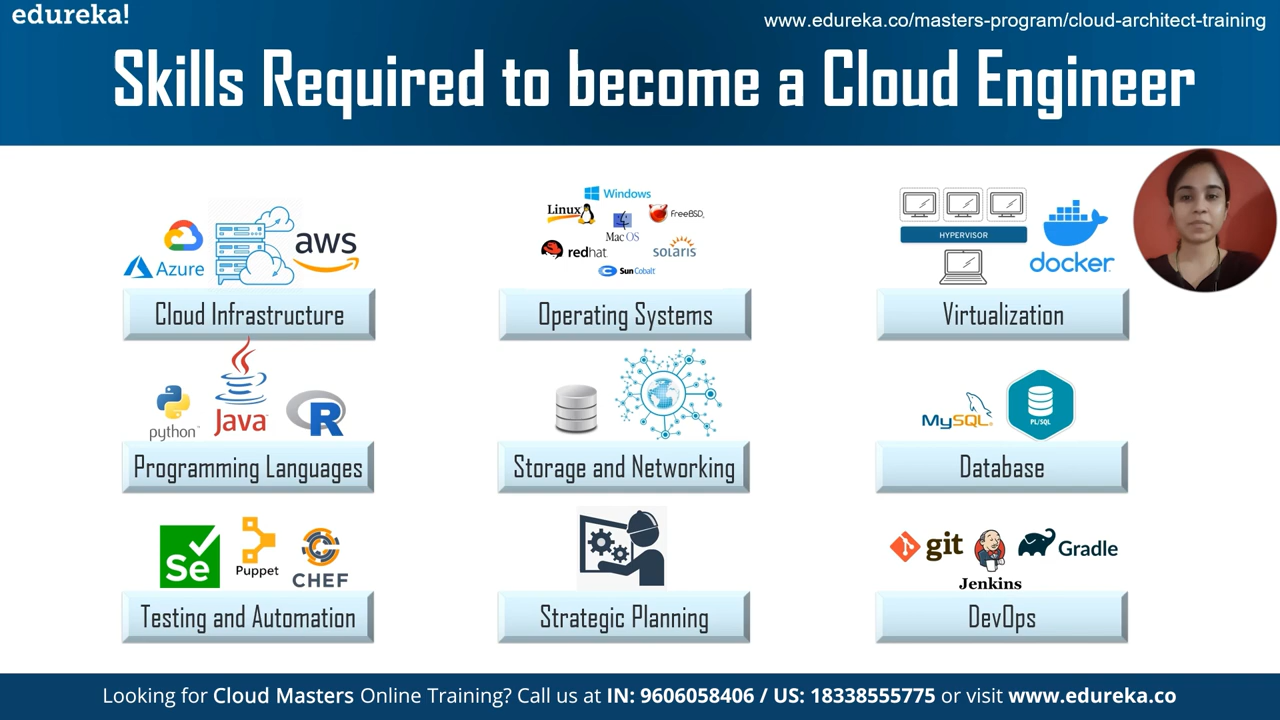 edureka!
www.edureka.co/masters-program/cloud-architect-training
Skills Required to become a Cloud Engineer
Azure
aws
Cloud Infrastructure
Windows
Linux
FreeBSD
Mac OS
redhat
solaris
Sun Cobalt
Operating Systems
HYPERVISOR
docker
Virtualization
python
Java
R
Programming Languages
Storage and Networking
MySQL
PL/SQL
Database
Se
Puppet
CHEF
Testing and Automation
Strategic Planning
git
Jenkins
Gradle
DevOps
Looking for Cloud Masters Online Training? Call us at IN: 9606058406 / US: 18338555775 or visit www.edureka.co